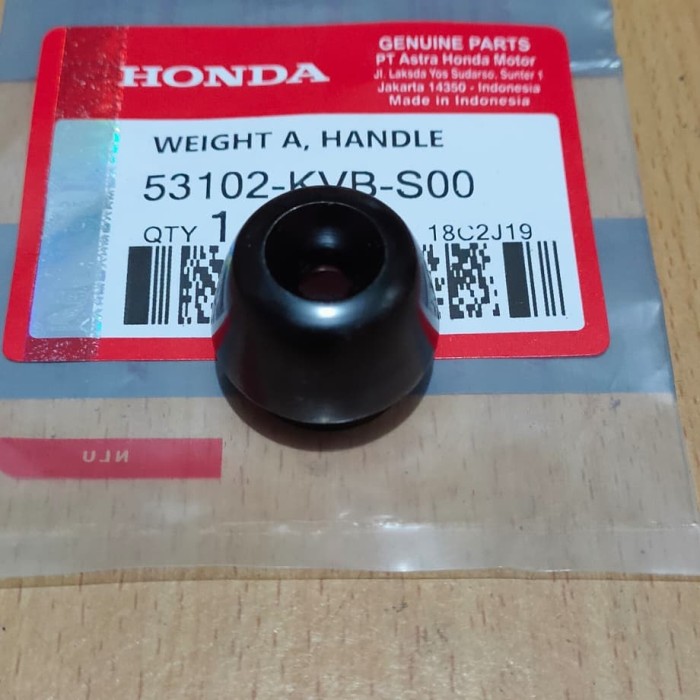 HONDA
GENUINE PARTS
PT Astra Honda Motor
Jl. Laksda Yos Sudarso, Sunter 1
Jakarta 14350 - Indonesia
Made in Indonesia
WEIGHT A, HANDLE
53102-KVB-S00
QTY 1
18C2J19
NLU